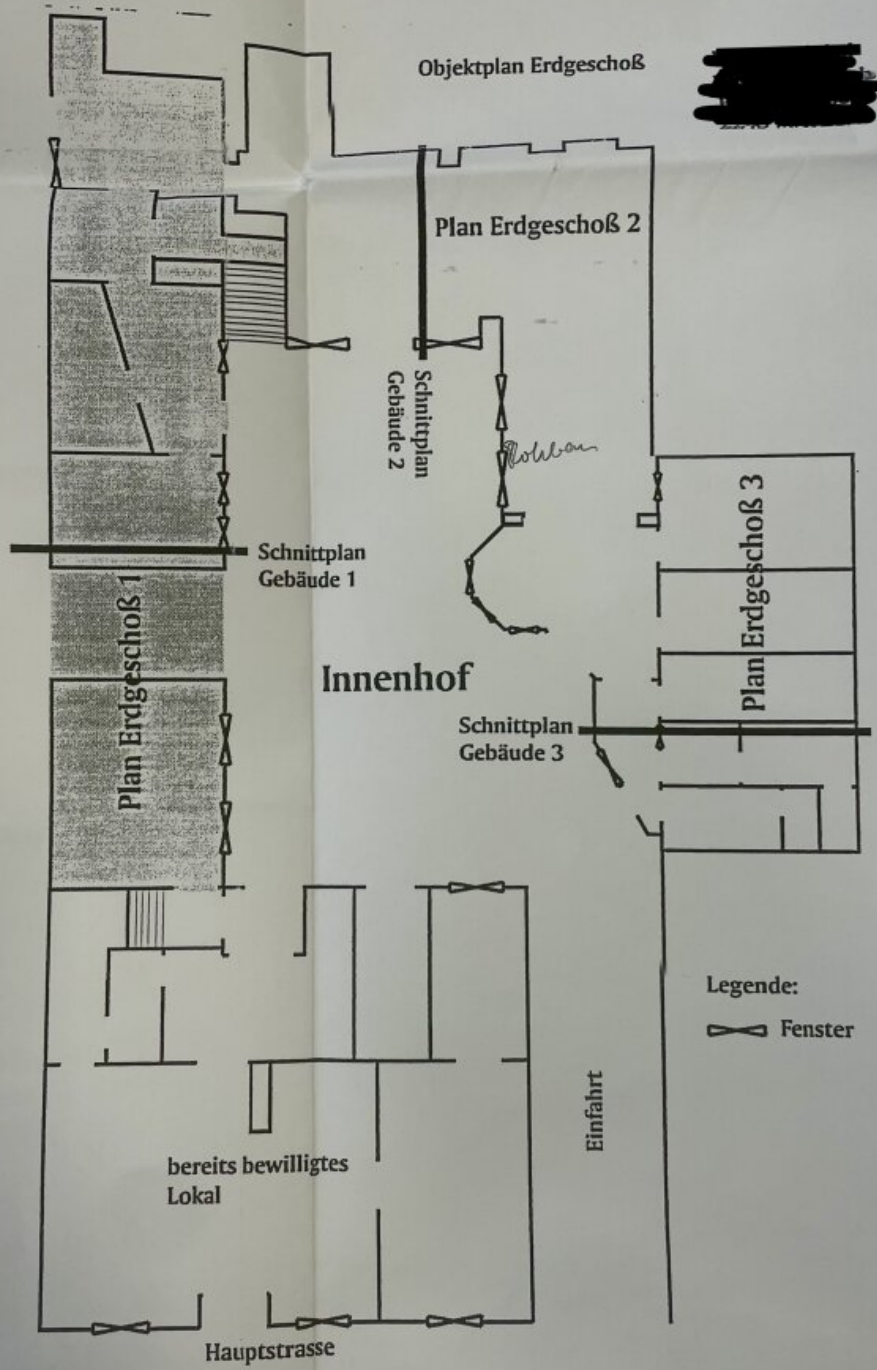 Objektplan Erdgeschoß
Plan Erdgeschoß 2
Schnittplan
Gebäude 2
Rohbau
Plan Erdgeschoß 3
Schnittplan
Gebäude 1
Plan Erdgeschoß 1
Innenhof
Schnittplan
Gebäude 3
Legende:
Fenster
Einfahrt
bereits bewilligtes
Lokal
Hauptstrasse